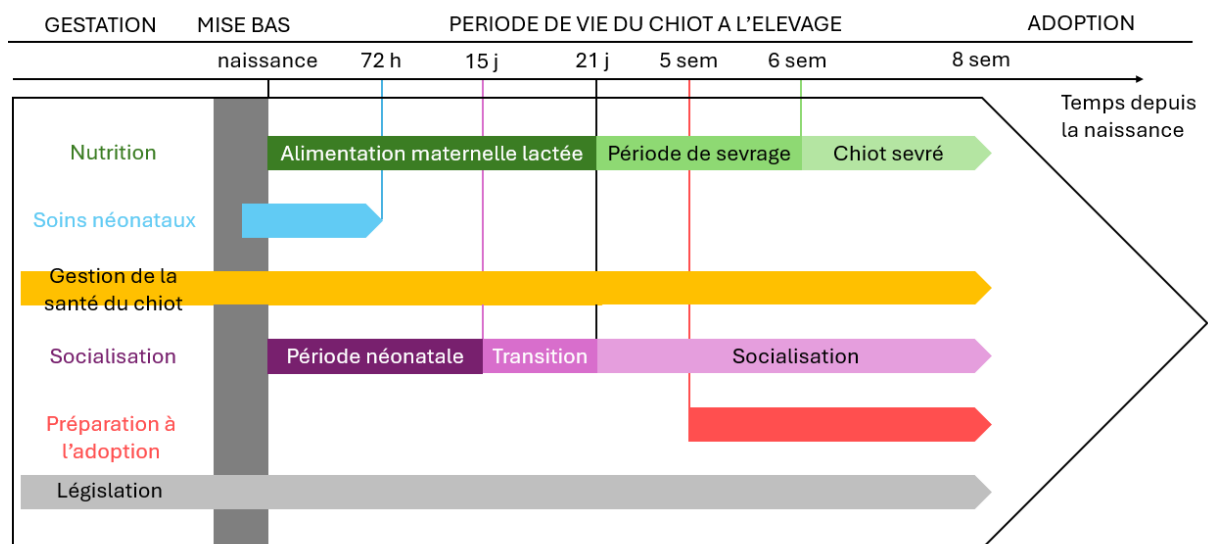 GESTATION MISE BAS PERIODE DE VIE DU CHIOT A L'ELEVAGE ADOPTION
naissance 72 h 15 j 21 j 5 sem 6 sem 8 sem
Temps depuis
la naissance
Nutrition Alimentation maternelle lactée Période de sevrage Chiot sevré
Soins néonataux
Gestion de la
santé du chiot
Socialisation Période néonatale Transition Socialisation
Préparation à
l'adoption
Législation